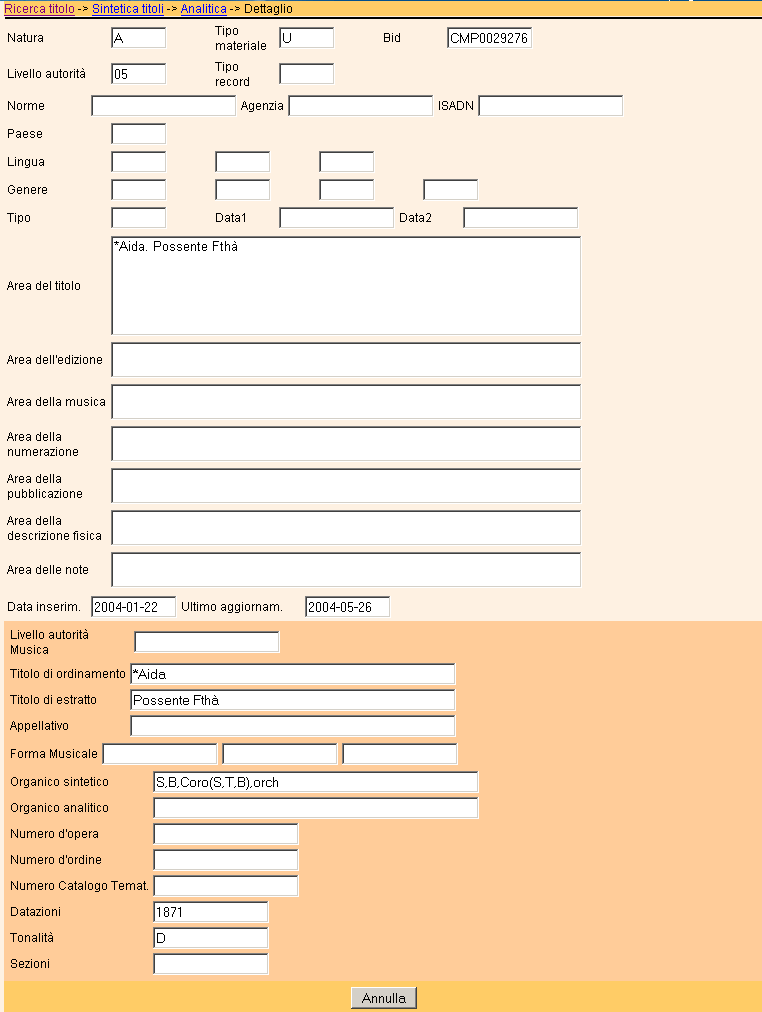 Ricerca titolo -> Sintetica titoli -> Analitica -> Dettaglio
Natura A Tipo materiale U Bid CMP0029276
Livello autorità 05 Tipo record
Norme Agenzia ISADN
Paese
Lingua
Genere
Tipo Data1 Data2
Area del titolo *Aida. Possente Fthà
Area dell'edizione
Area della musica
Area della
numerazione
Area della
pubblicazione
Area della
descrizione fisica
Area delle note
Data inserim. 2004-01-22 Ultimo aggiornam. 2004-05-26
Livello autorità
Musica
Titolo di ordinamento *Aida
Titolo di estratto Possente Fthà
Appellativo
Forma Musicale
Organico sintetico S,B,Coro(S,T,B),orch
Organico analitico
Numero d'opera
Numero d'ordine
Numero Catalogo Temat.
Datazioni 1871
Tonalità D
Sezioni
Annulla